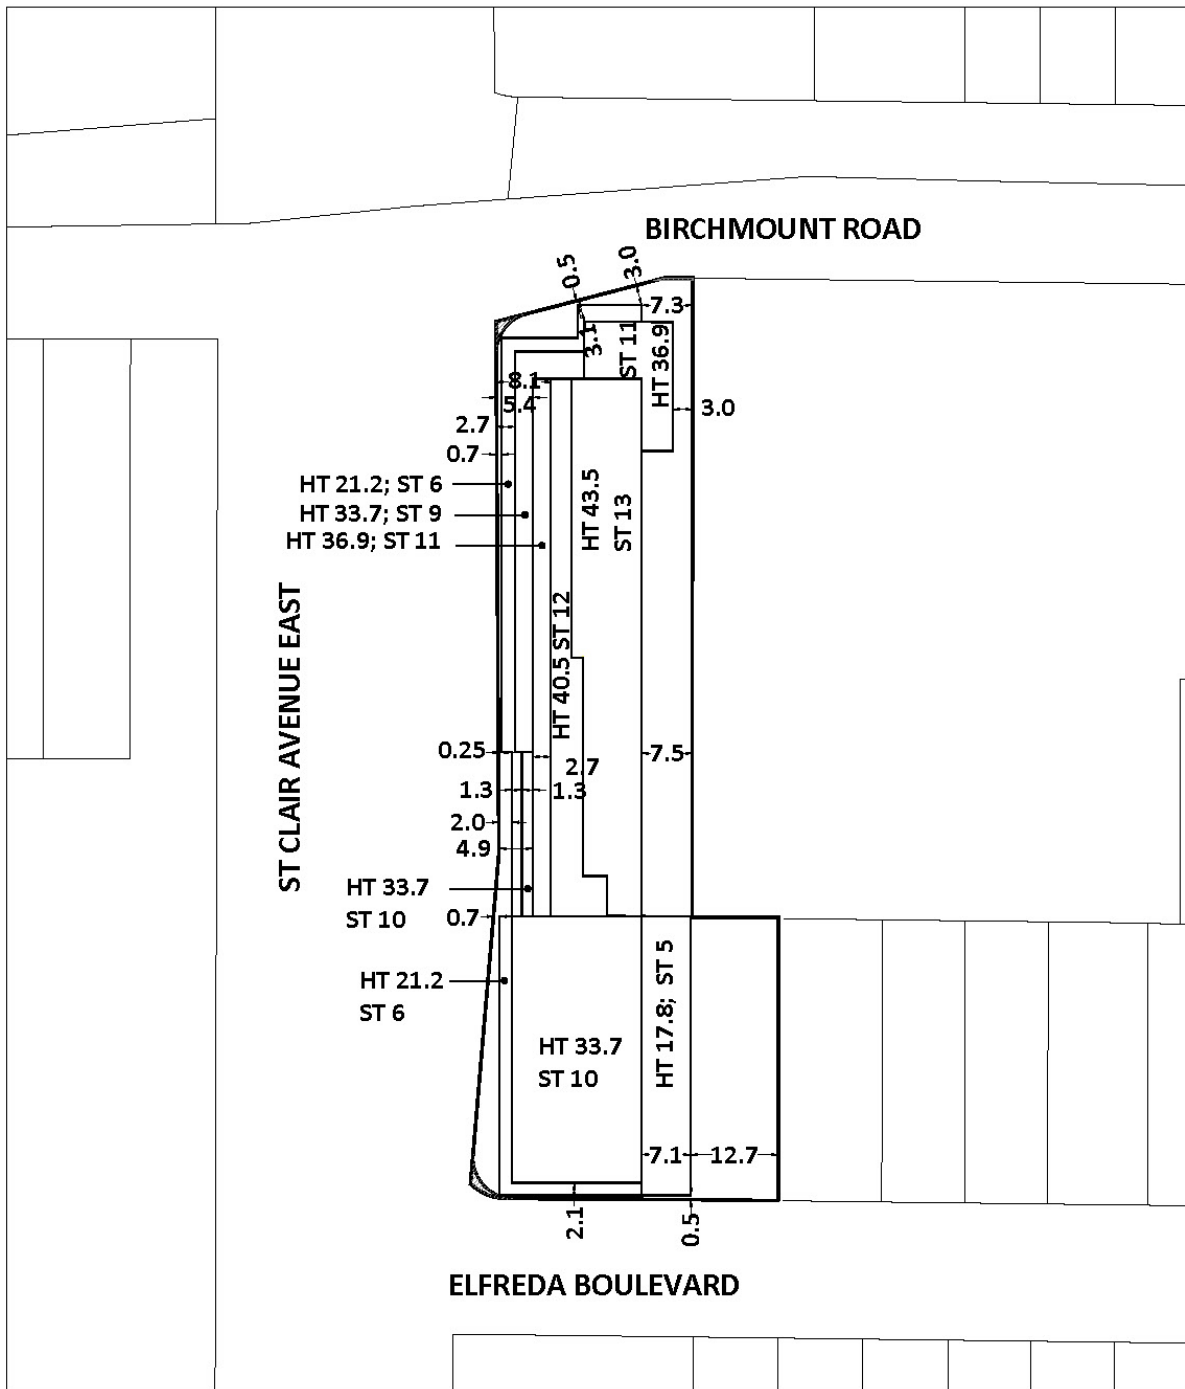 BIRCHMOUNT ROAD
0.5
3.0
7.3
3.1
ST 11
HT 36.9
8.1
5.4
3.0
2.7
0.7
HT 21.2; ST 6
HT 33.7; ST 9
HT 36.9; ST 11
HT 43.5
ST 13
HT 40.5 ST 12
ST CLAIR AVENUE EAST
0.25
7.5
2.7
1.3
1.3
2.0
4.9
HT 33.7
ST 10
0.7
HT 21.2
ST 6
HT 17.8; ST 5
HT 33.7
ST 10
7.1
12.7
2.1
0.5
ELFREDA BOULEVARD